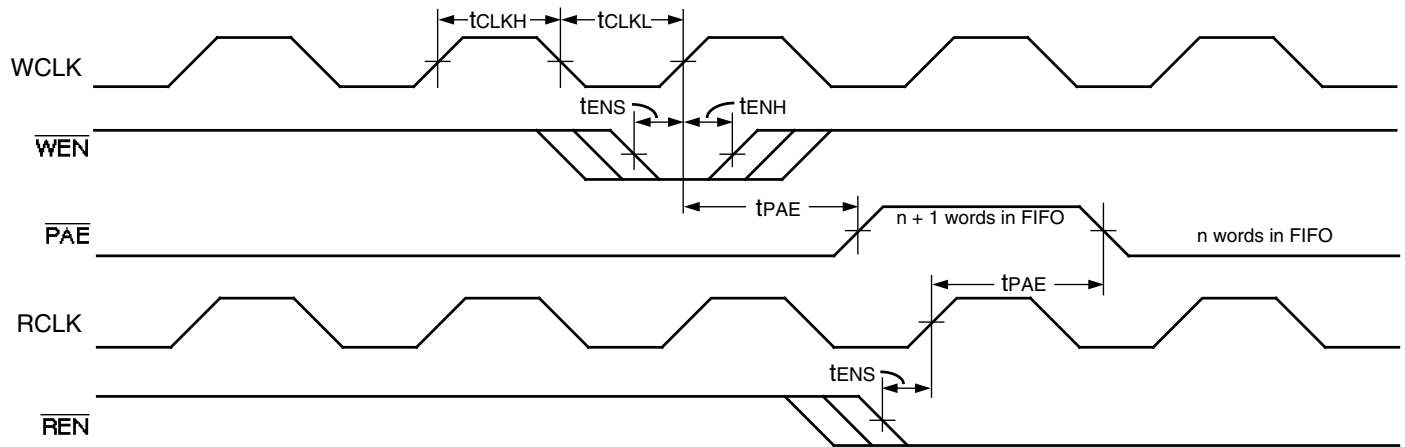 tCLKH
tCLKL
WCLK
tENS
tENH
WEN
tPAE
n + 1 words in FIFO
PAE
n words in FIFO
tPAE
RCLK
tENS
REN